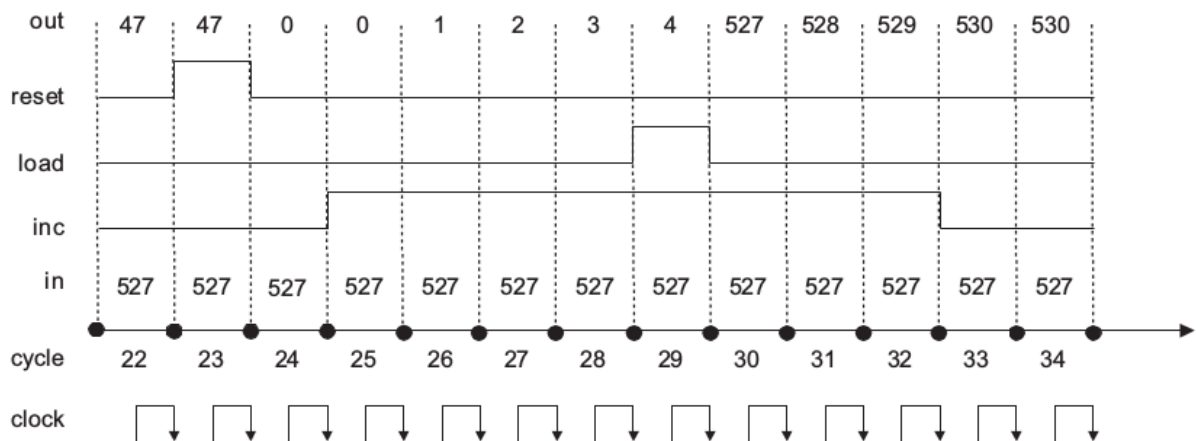 out 47 47 0 0 1 2 3 4 527 528 529 530 530
reset
load
inc
in 527 527 527 527 527 527 527 527 527 527 527 527 527
cycle 22 23 24 25 26 27 28 29 30 31 32 33 34
clock